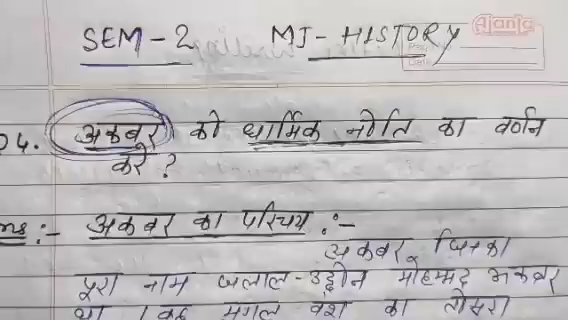 SEM-2 MJ-HISTORY
Ajanta
Q4. अकबर को धार्मिक नीति का वर्णन
करे ?
Ans:- अकबर का परिचय :-
अकबर जिसका
पूरा नाम जलाल-उद्दीन मोहम्मद अकबर
था । वह मुगल वंश का तीसरा